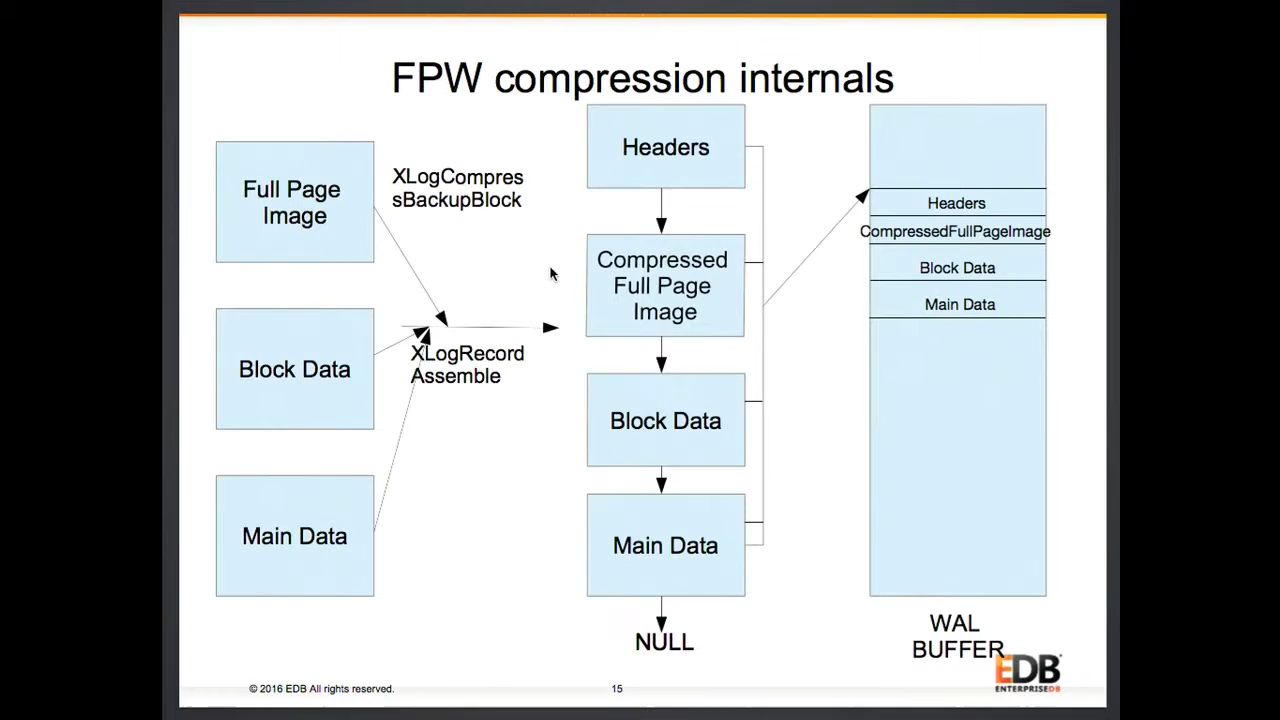 FPW compression internals
Full Page
Image
Block Data
Main Data
XLogCompres
sBackupBlock
XLogRecord
Assemble
Headers
Compressed
Full Page
Image
Block Data
Main Data
NULL
Headers
CompressedFullPageImage
Block Data
Main Data
WAL
BUFFER
EDB
ENTERPRISEDB
© 2016 EDB All rights reserved.
15